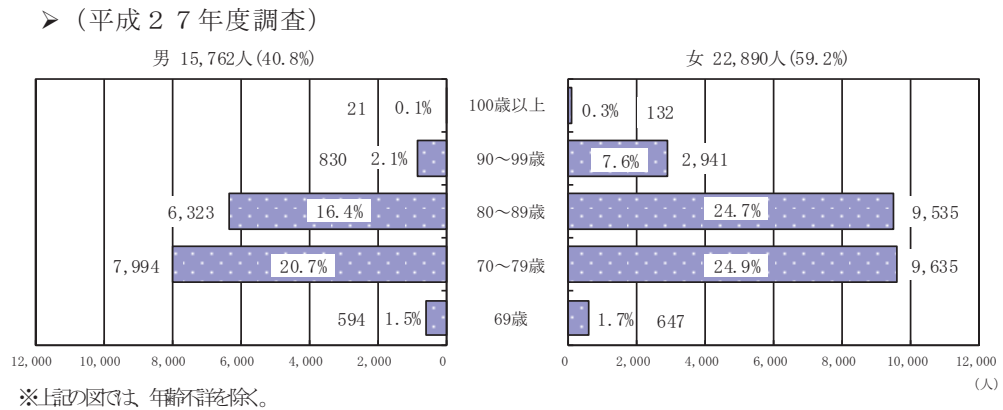 ➢（平成２７年度調査）
男 15,762人(40.8%) 女 22,890人(59.2%)
21 0.1% 100歳以上 0.3% 132
830 2.1% 90～99歳 7.6% 2,941
6,323 16.4% 80～89歳 24.7% 9,535
7,994 20.7% 70～79歳 24.9% 9,635
594 1.5% 69歳 1.7% 647
12,000 10,000 8,000 6,000 4,000 2,000 0 0 2,000 4,000 6,000 8,000 10,000 12,000
(人)
※上記の図では、年齢不詳を除く。